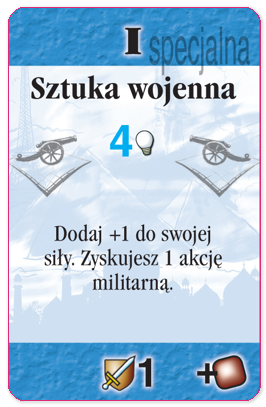 I
specjalna
Sztuka wojenna
4
Dodaj +1 do swojej
siły. Zyskujesz 1 akcję
militarną.
1 +